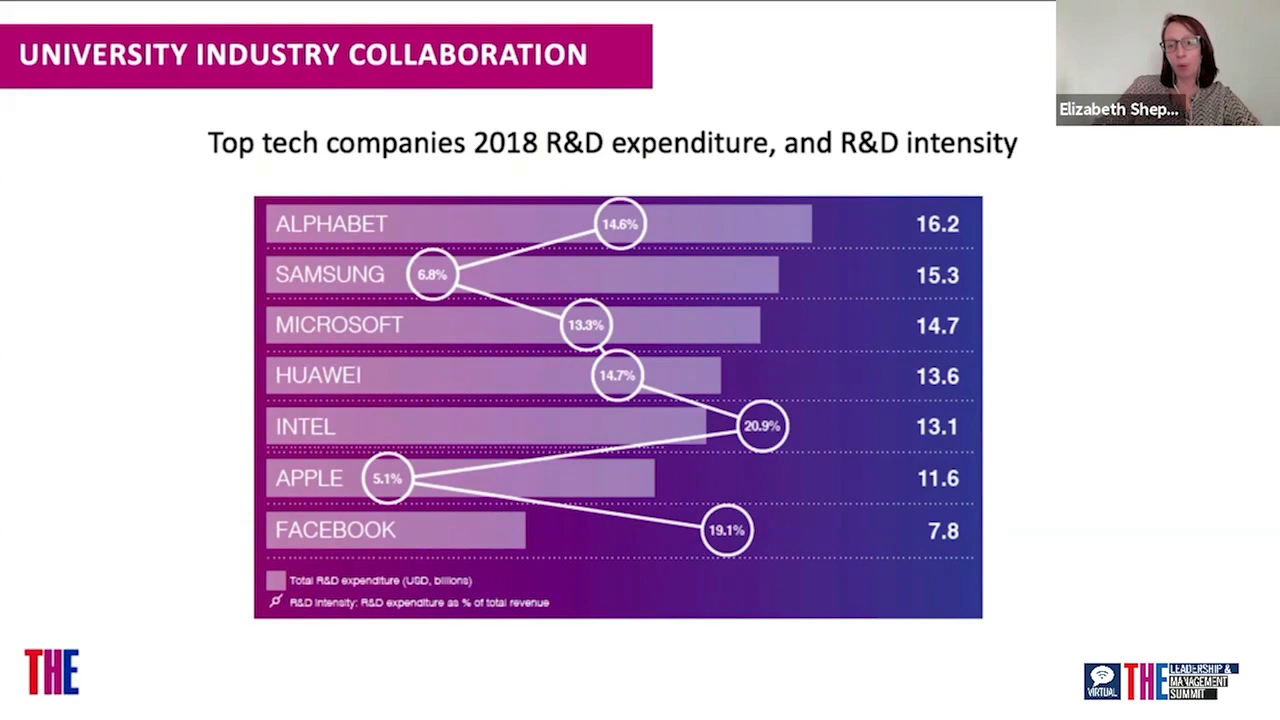 UNIVERSITY INDUSTRY COLLABORATION
Elizabeth Shep...
Top tech companies 2018 R&D expenditure, and R&D intensity
ALPHABET 14.6% 16.2
SAMSUNG 6.8% 15.3
MICROSOFT 13.3% 14.7
HUAWEI 14.7% 13.6
INTEL 20.9% 13.1
APPLE 5.1% 11.6
FACEBOOK 19.1% 7.8
Total R&D expenditure (USD, billions)
R&D Intensity: R&D expenditure as % of total revenue
THE
VIRTUAL
THE
LEADERSHIP &
MANAGEMENT
SUMMIT